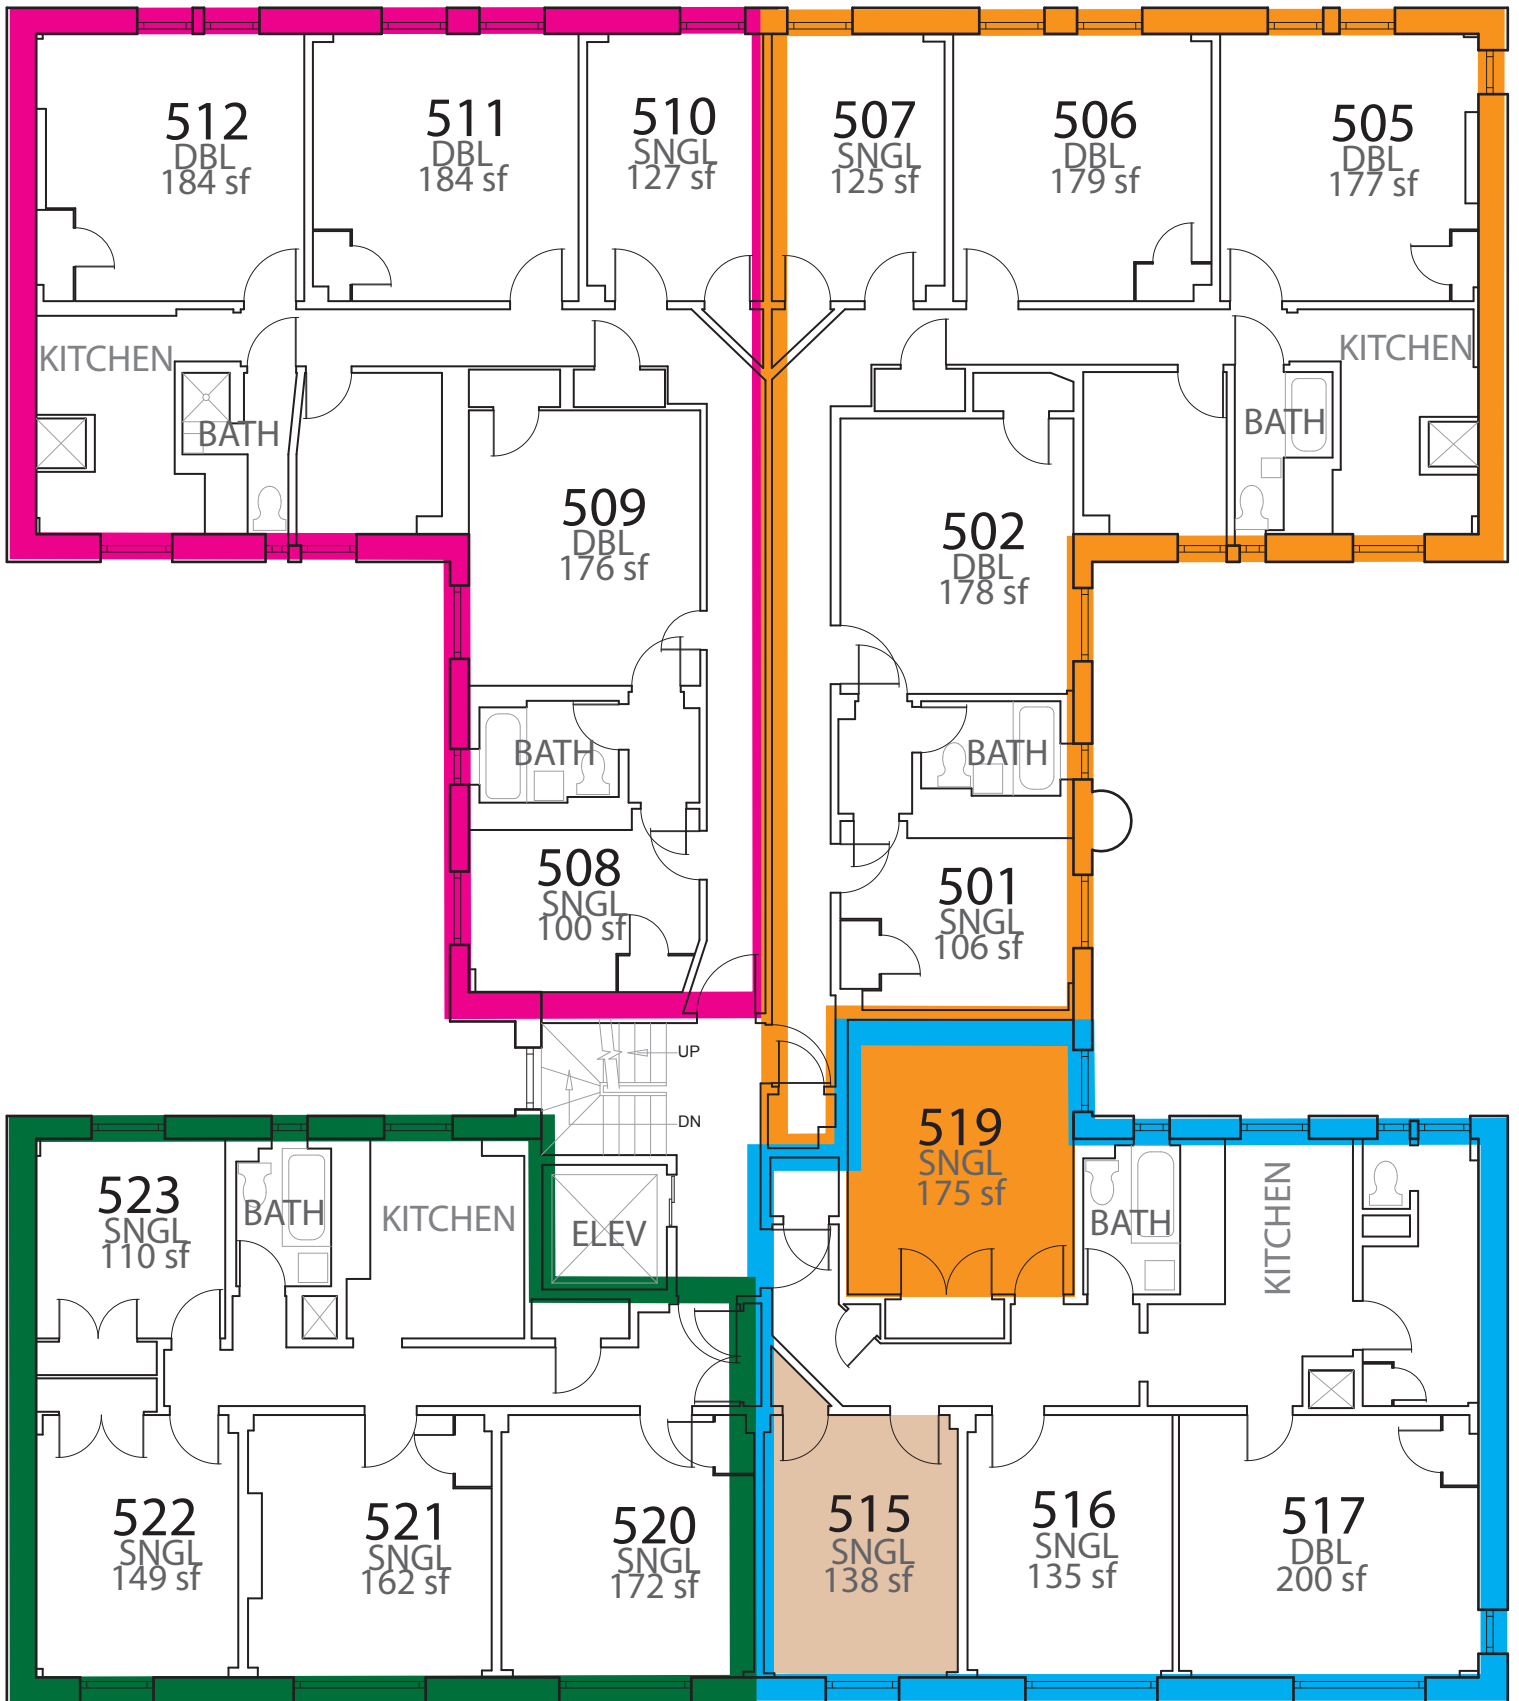 512
DBL
184 sf
511
DBL
184 sf
510
SNGL
127 sf
507
SNGL
125 sf
506
DBL
179 sf
505
DBL
177 sf
KITCHEN
BATH
BATH
KITCHEN
509
DBL
176 sf
502
DBL
178 sf
BATH
BATH
508
SNGL
100 sf
501
SNGL
106 sf
UP
DN
523
SNGL
110 sf
BATH
KITCHEN
ELEV
519
SNGL
175 sf
BATH
KITCHEN
522
SNGL
149 sf
521
SNGL
162 sf
520
SNGL
172 sf
515
SNGL
138 sf
516
SNGL
135 sf
517
DBL
200 sf